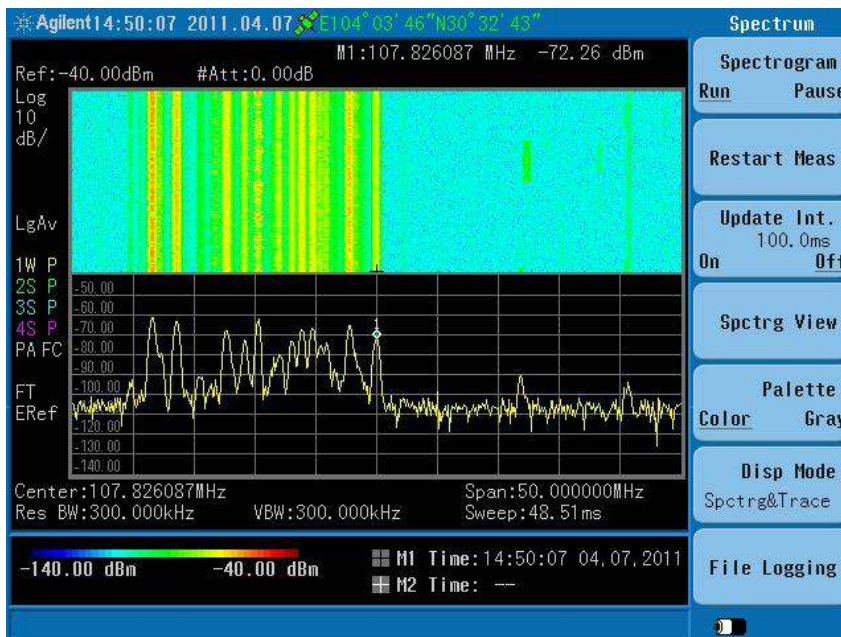 Agilent 14:50:07 2011.04.07 E104°03'46"N30°32'43"
M1:107.826087 MHz -72.26 dBm
Ref:-40.00dBm #Att:0.00dB
Log
10
dB/
LgAv
1W P
2S P
3S P
4S P
PA FC
FT
ERef
-50.00
-60.00
-70.00
-80.00
-90.00
-100.00
-120.00
-130.00
-140.00
1
Center:107.826087MHz Span:50.000000MHz
Res BW:300.000kHz VBW:300.000kHz Sweep:48.51ms
-140.00 dBm -40.00 dBm
M1 Time:14:50:07 04,07,2011
M2 Time: --
Spectrum
Spectrogram
Run Pause
Restart Meas
Update Int.
100.0ms
On Off
Spctrg View
Palette
Color Gray
Disp Mode
Spctrg&Trace
File Logging